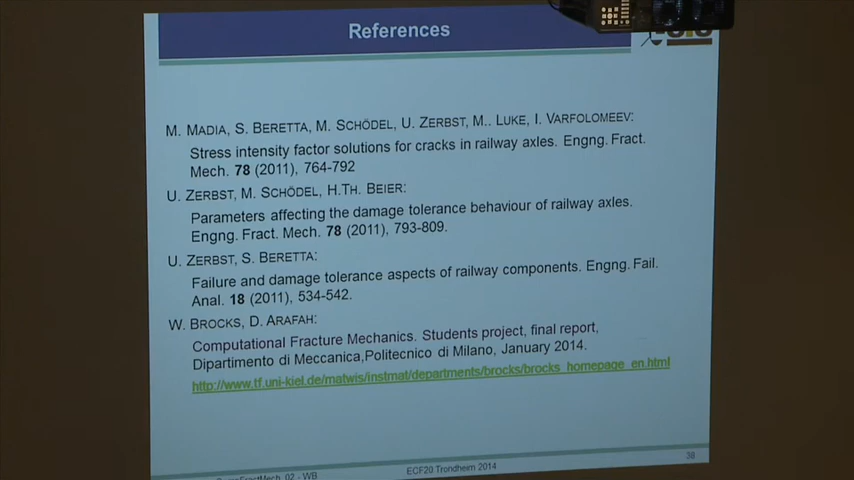 References
M. MADIA, S. BERETTA, M. SCHÖDEL, U. ZERBST, M.. LUKE, I. VARFOLOMEEV:
Stress intensity factor solutions for cracks in railway axles. Engng. Fract.
Mech. 78 (2011), 764-792
U. ZERBST, M. SCHÖDEL, H.TH. BEIER:
Parameters affecting the damage tolerance behaviour of railway axles.
Engng. Fract. Mech. 78 (2011), 793-809.
U. ZERBST, S. BERETTA:
Failure and damage tolerance aspects of railway components. Engng. Fail.
Anal. 18 (2011), 534-542.
W. BROCKS, D. ARAFAH:
Computational Fracture Mechanics. Students project, final report,
Dipartimento di Meccanica,Politecnico di Milano, January 2014.
http://www.tf.uni-kiel.de/matwis/instmat/departments/brocks/brocks_homepage_en.html
02 - WB
ECF20 Trondheim 2014
38